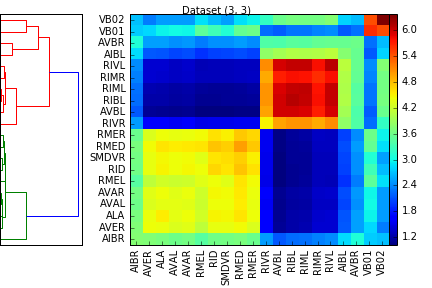 Dataset (3, 3)
VB02
VB01
AVBR
AIBL
RIVL
RIMR
RIML
RIBL
AVBL
RIVR
RMER
RMED
SMDVR
RID
RMEL
AVAR
AVAL
ALA
AVER
AIBR
6.0
5.4
4.8
4.2
3.6
3.0
2.4
1.8
1.2
AIBR AVER ALA AVAL AVAR RMEL RID SMDVR RMED RMER RIVR AVBL RIBL RIML RIMR RIVL AIBL AVBR VB01 VB02